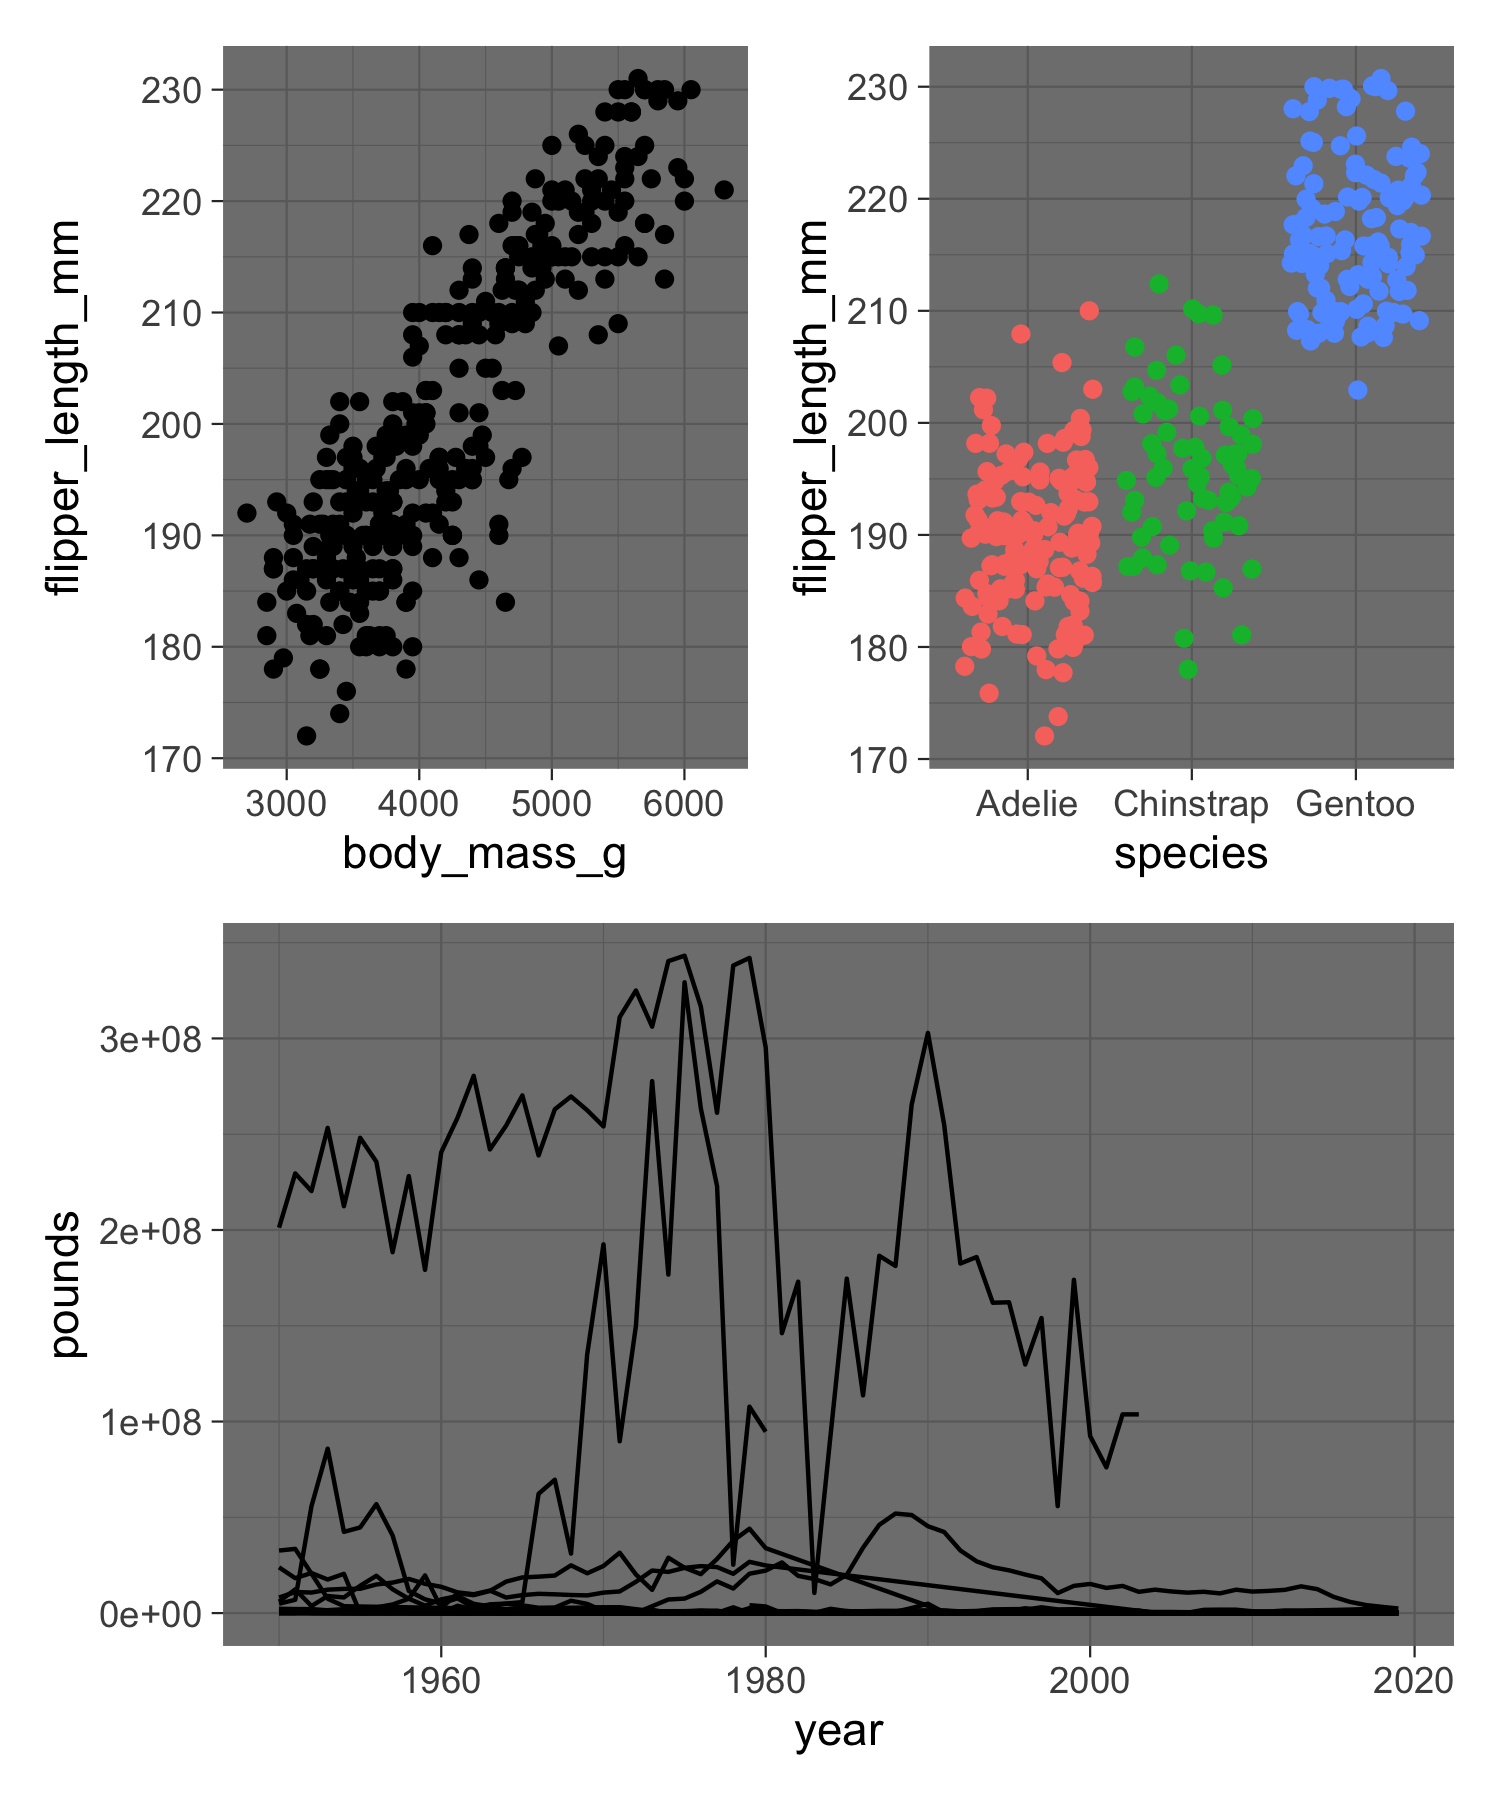 flipper_length_mm
230
220
210
200
190
180
170
3000 4000 5000 6000
body_mass_g
flipper_length_mm
230
220
210
200
190
180
170
Adelie Chinstrap Gentoo
species
pounds
3e+08
2e+08
1e+08
0e+00
1960 1980 2000 2020
year